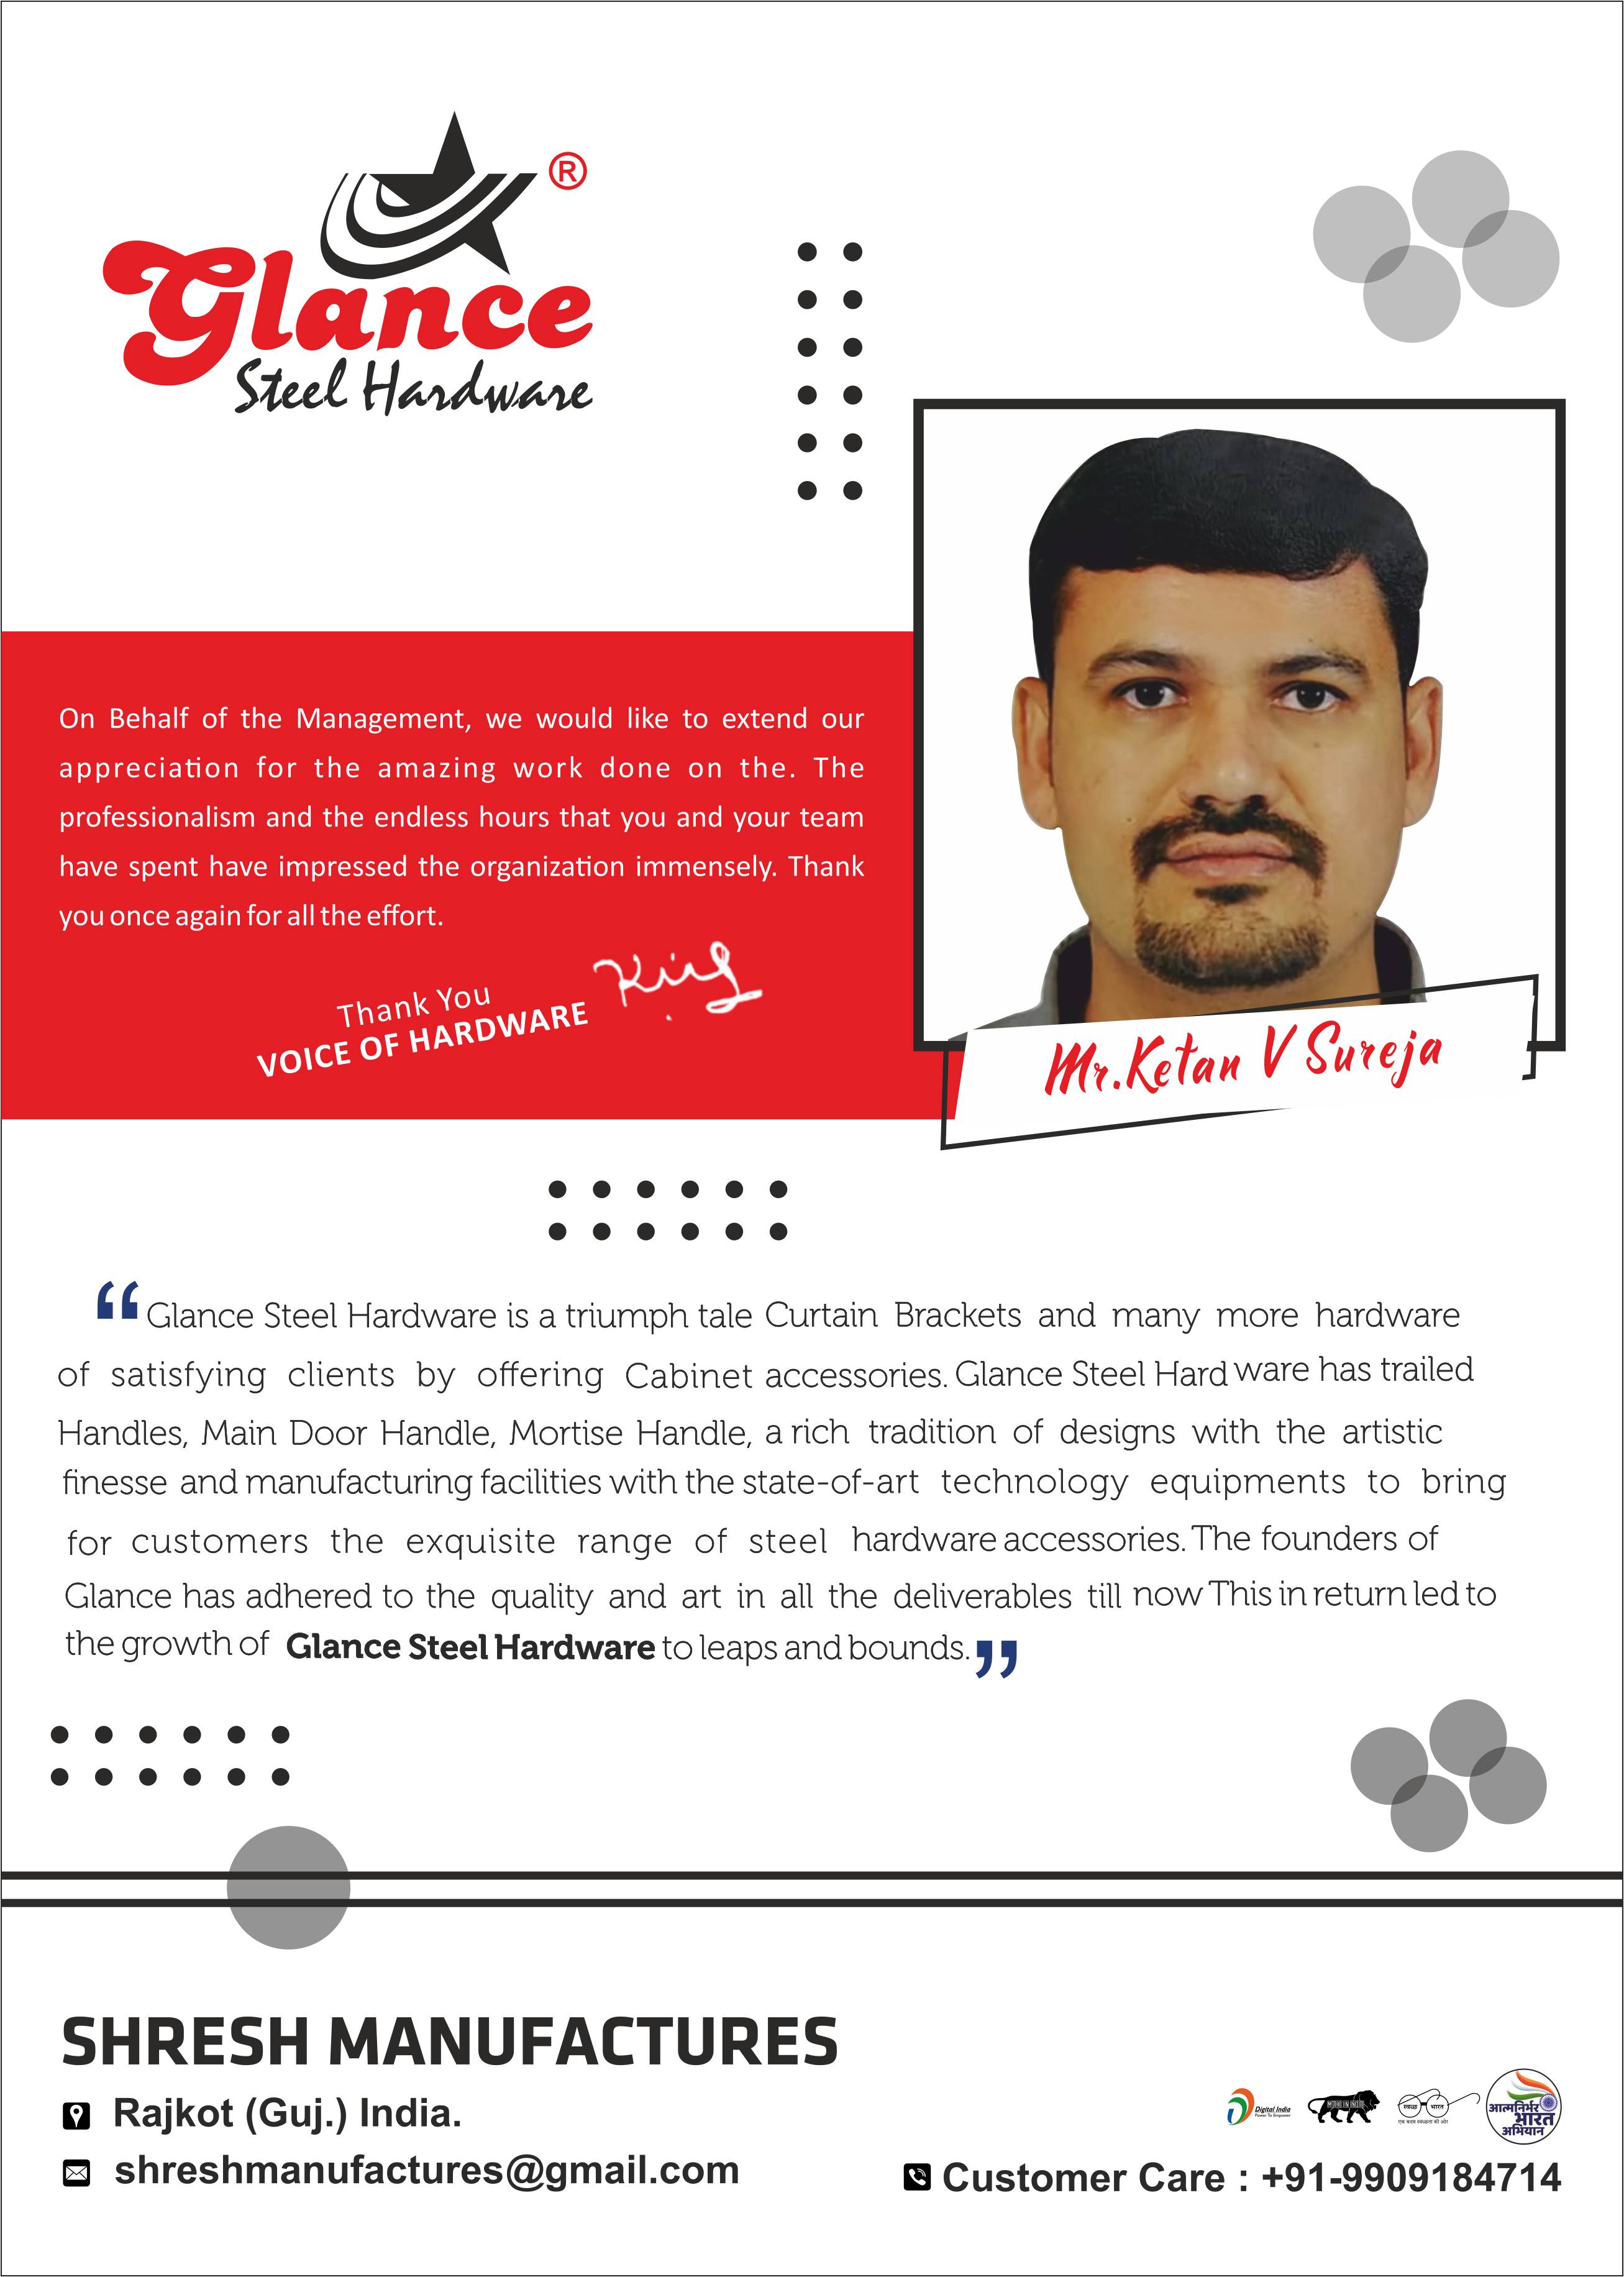 ®
Glance
Steel Hardware
On Behalf of the Management, we would like to extend our
appreciation for the amazing work done on the. The
professionalism and the endless hours that you and your team
have spent have impressed the organization immensely. Thank
you once again for all the effort.
Thank You
VOICE OF HARDWARE
Mr.Ketan V Sureja
“Glance Steel Hardware is a triumph tale Curtain Brackets and many more hardware
of satisfying clients by offering Cabinet accessories. Glance Steel Hard ware has trailed
Handles, Main Door Handle, Mortise Handle, a rich tradition of designs with the artistic
finesse and manufacturing facilities with the state-of-art technology equipments to bring
for customers the exquisite range of steel hardware accessories. The founders of
Glance has adhered to the quality and art in all the deliverables till now This in return led to
the growth of Glance Steel Hardware to leaps and bounds.”
SHRESH MANUFACTURES
Rajkot (Guj.) India.
shreshmanufactures@gmail.com
Digital India
Power To Empower
MAKE IN INDIA
स्वच्छ भारत
एक कदम स्वच्छता की ओर
आत्मनिर्भर
भारत
अभियान
Customer Care : +91-9909184714